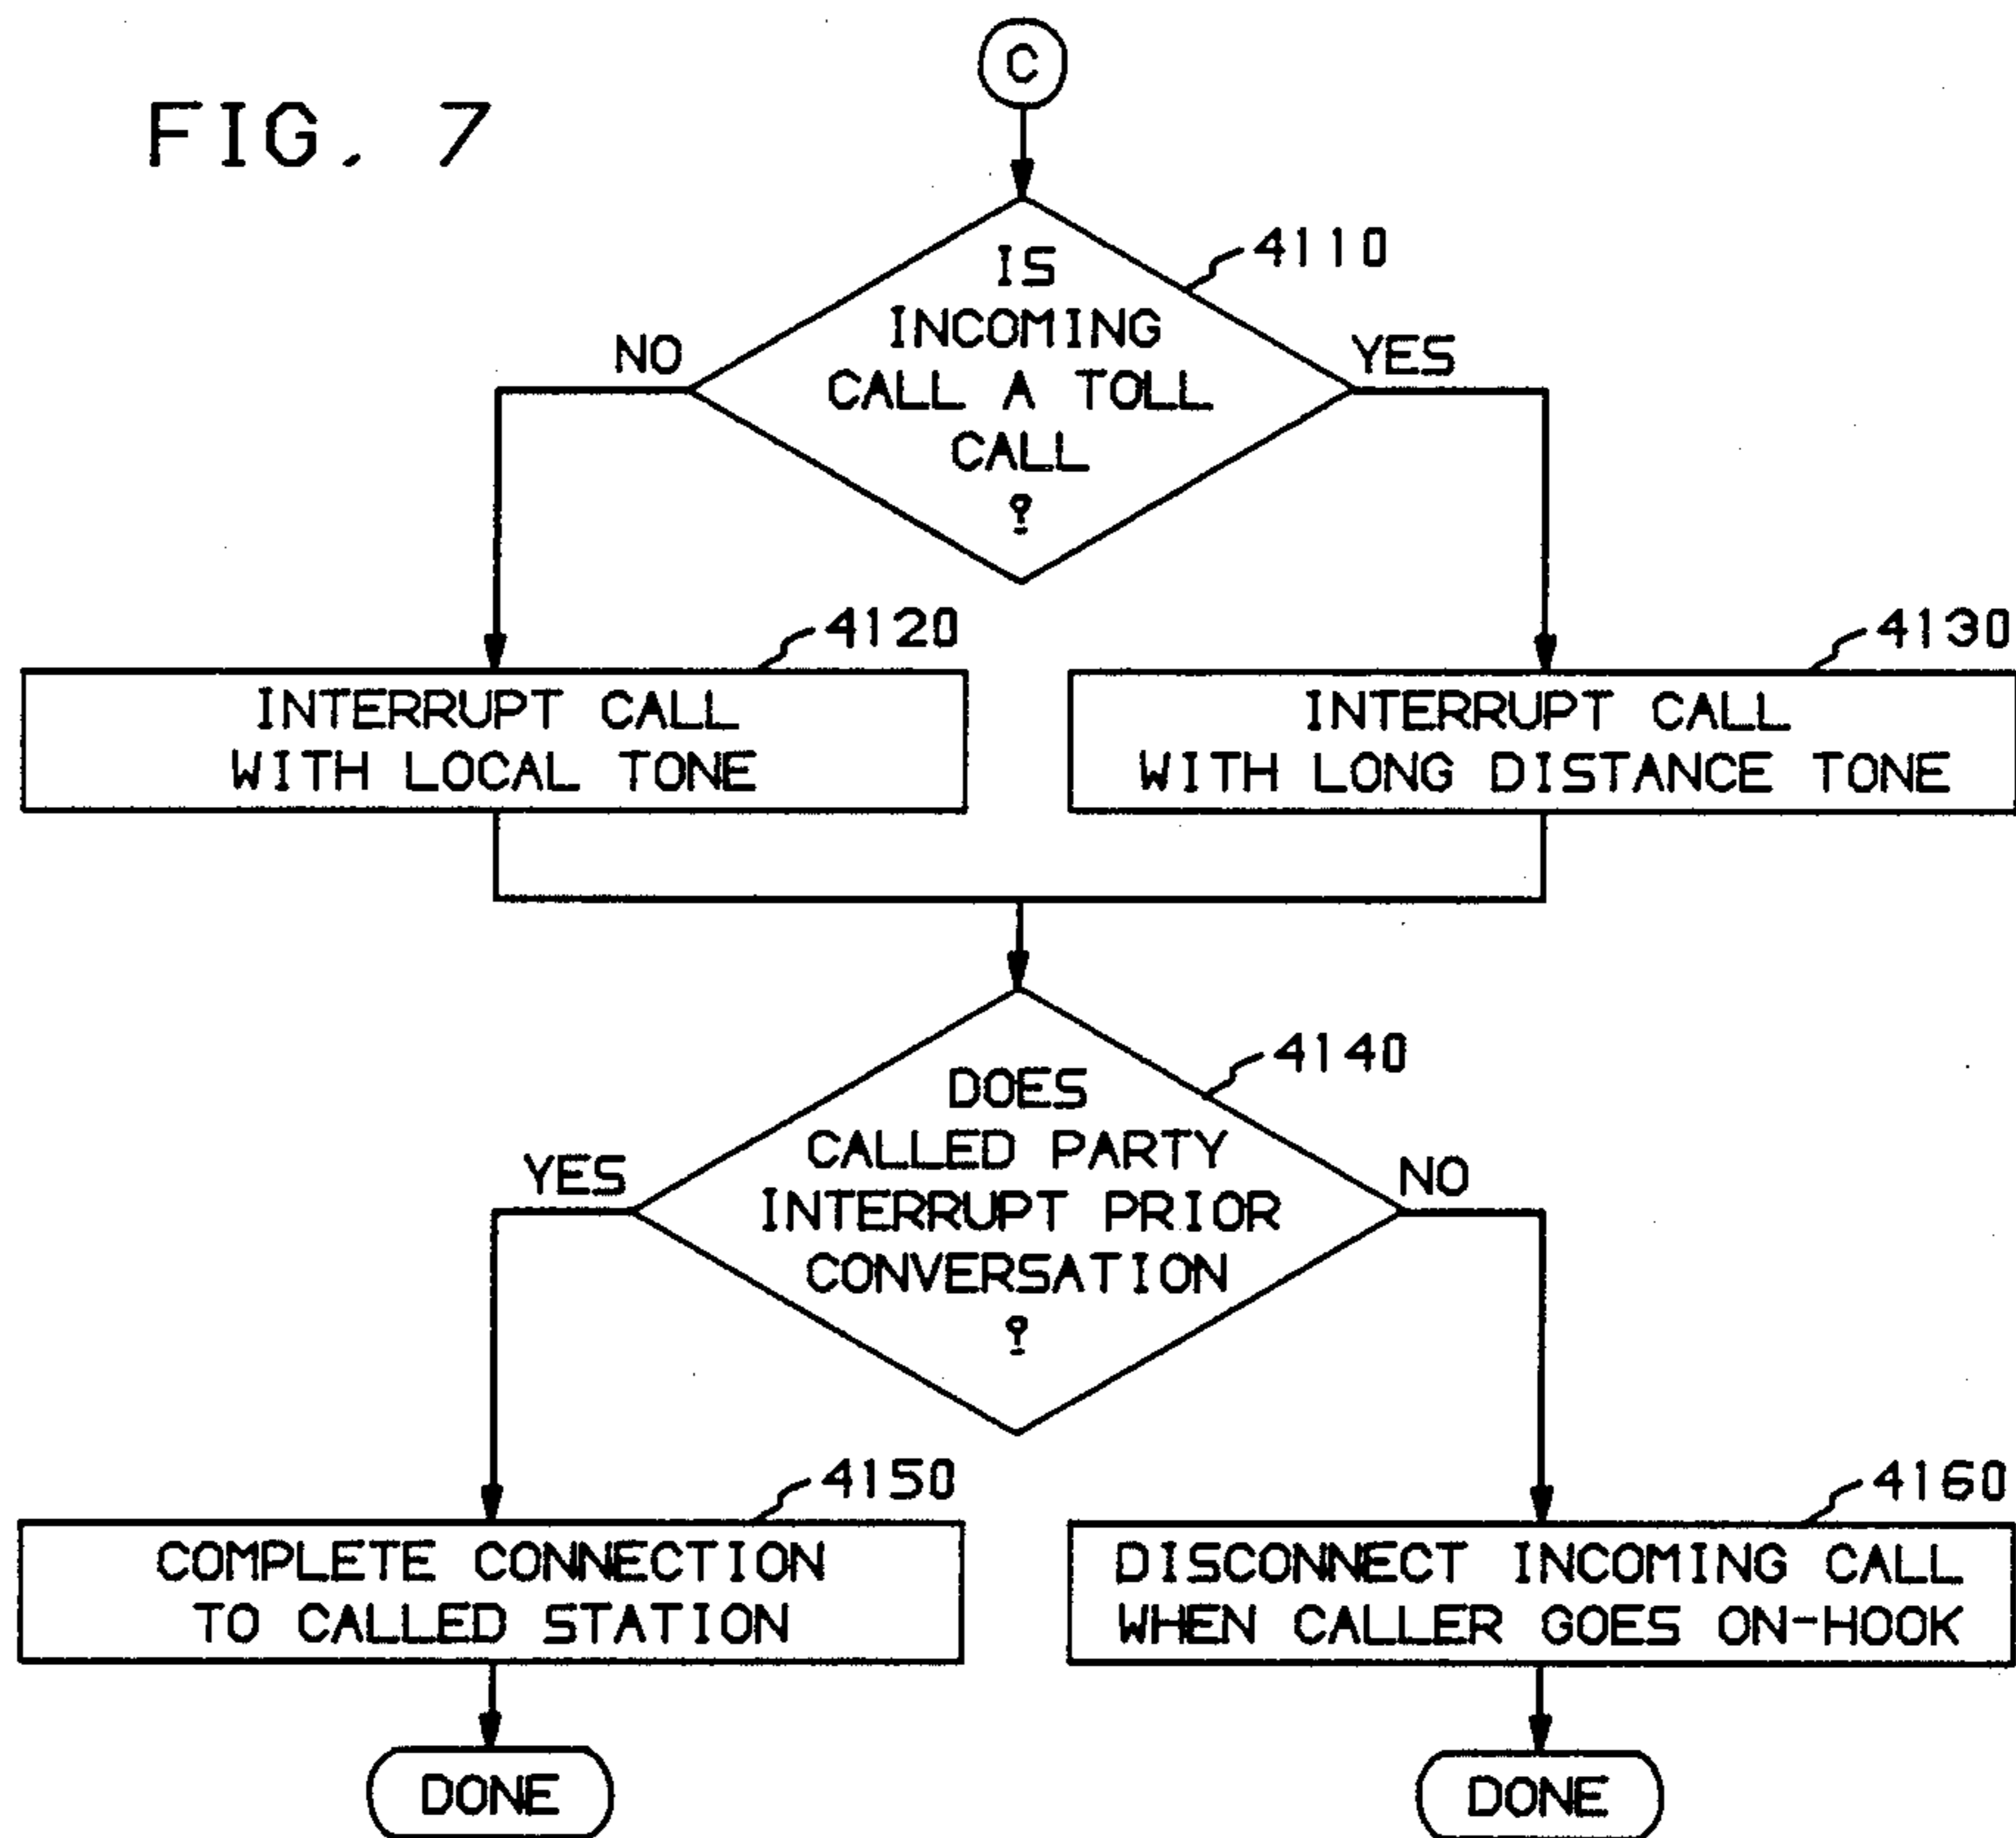 C
FIG. 7
4110
IS
INCOMING
CALL A TOLL
CALL
?
NO
YES
4120
4130
INTERRUPT CALL
WITH LOCAL TONE
INTERRUPT CALL
WITH LONG DISTANCE TONE
4140
DOES
CALLED PARTY
INTERRUPT PRIOR
CONVERSATION
?
YES
NO
4150
4160
COMPLETE CONNECTION
TO CALLED STATION
DISCONNECT INCOMING CALL
WHEN CALLER GOES ON-HOOK
DONE
DONE